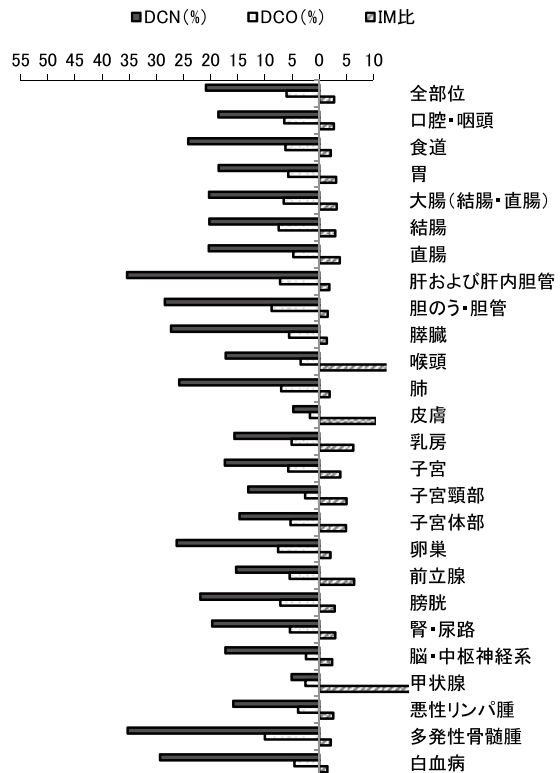 DCN(%) DCO(%) IM比
55 50 45 40 35 30 25 20 15 10 5 0 5 10
全部位
口腔・咽頭
食道
胃
大腸(結腸・直腸)
結腸
直腸
肝および肝内胆管
胆のう・胆管
膵臓
喉頭
肺
皮膚
乳房
子宮
子宮頸部
子宮体部
卵巣
前立腺
膀胱
腎・尿路
脳・中枢神経系
甲状腺
悪性リンパ腫
多発性骨髄腫
白血病